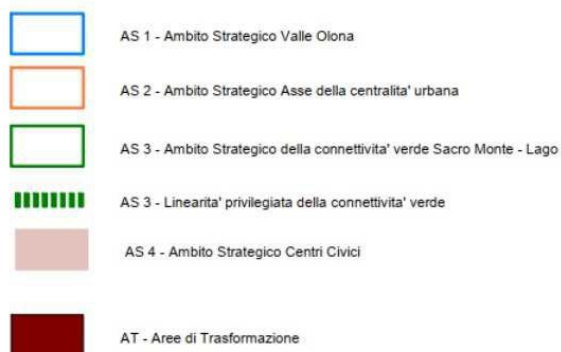 AS 1 - Ambito Strategico Valle Olona
AS 2 - Ambito Strategico Asse della centralita' urbana
AS 3 - Ambito Strategico della connettivita' verde Sacro Monte - Lago
AS 3 - Linearita' privilegiata della connettivita' verde
AS 4 - Ambito Strategico Centri Civici
AT - Aree di Trasformazione